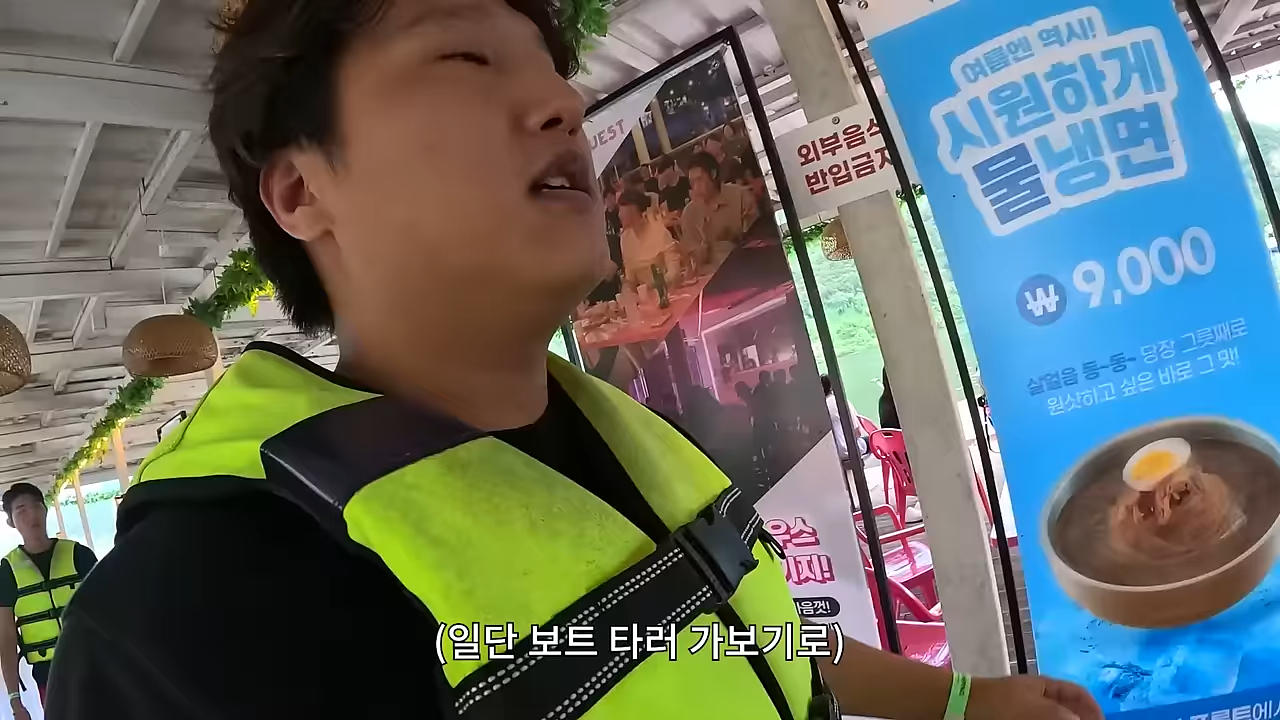 여름엔 역시!
시원하게
물냉면
₩ 9,000
살얼음 동~동~ 당장 그릇째로
원샷하고 싶은 바로 그 맛!
외부음식
반입금지
(일단 보트 타러 가보기로)